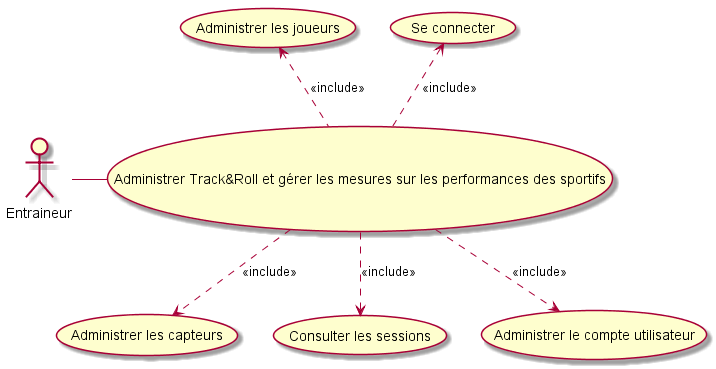 Administrer les joueurs
Se connecter
«include»
«include»
Administrer Track&Roll et gérer les mesures sur les performances des sportifs
Entraineur
«include»
«include»
«include»
Administrer les capteurs
Consulter les sessions
Administrer le compte utilisateur